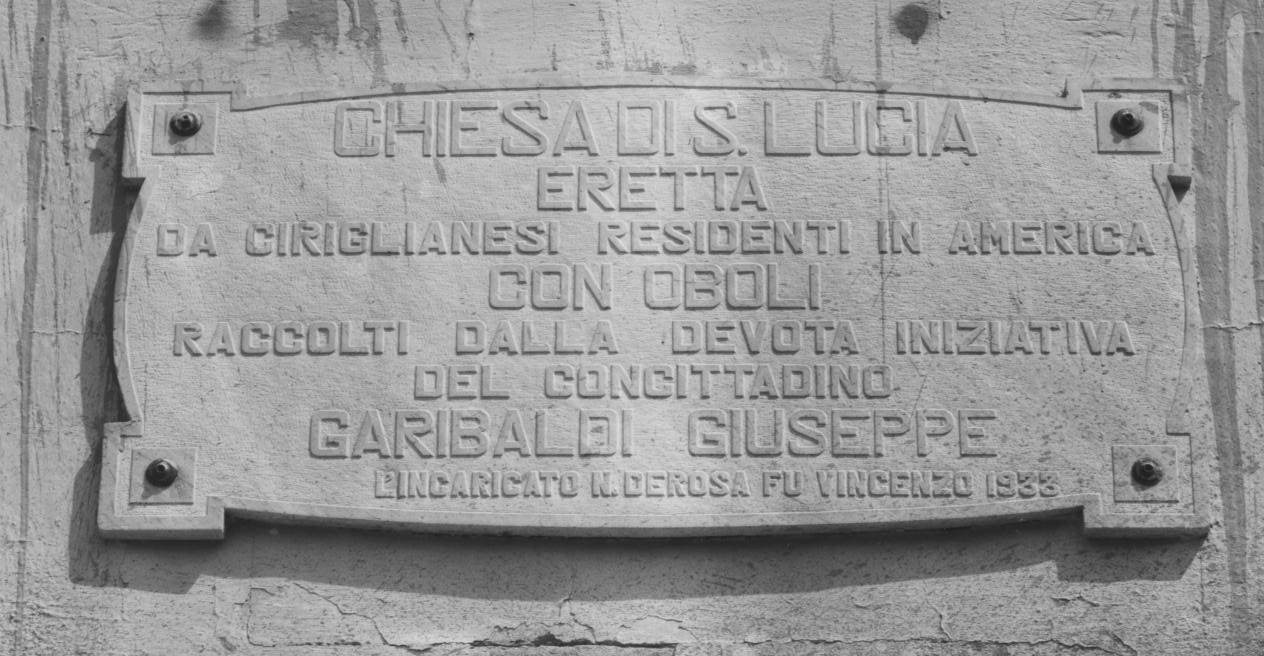 CHIESA DI S. LUCIA
ERETTA
DA CIRIGLIANESI RESIDENTI IN AMERICA
CON OBOLI
RACCOLTI DALLA DEVOTA INIZIATIVA
DEL CONCITTADINO
GARIBALDI GIUSEPPE
L'INCARICATO N. DEROSA FU VINCENZO 1933